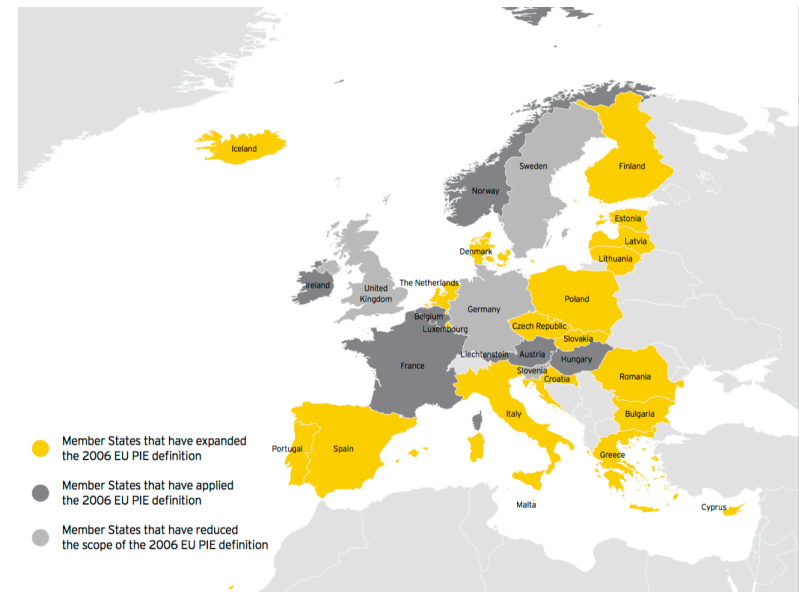 Iceland
Sweden
Finland
Norway
Estonia
Latvia
Denmark
Lithuania
The Netherlands
Ireland
United
Kingdom
Poland
Germany
Belgium
Czech Republic
Luxembourg
Slovakia
Liechtenstein
Austria
Hungary
France
Slovenia
Croatia
Romania
Italy
Bulgaria
Member States that have expanded
the 2006 EU PIE definition
Portugal
Spain
Greece
Member States that have applied
the 2006 EU PIE definition
Malta
Cyprus
Member States that have reduced
the scope of the 2006 EU PIE definition